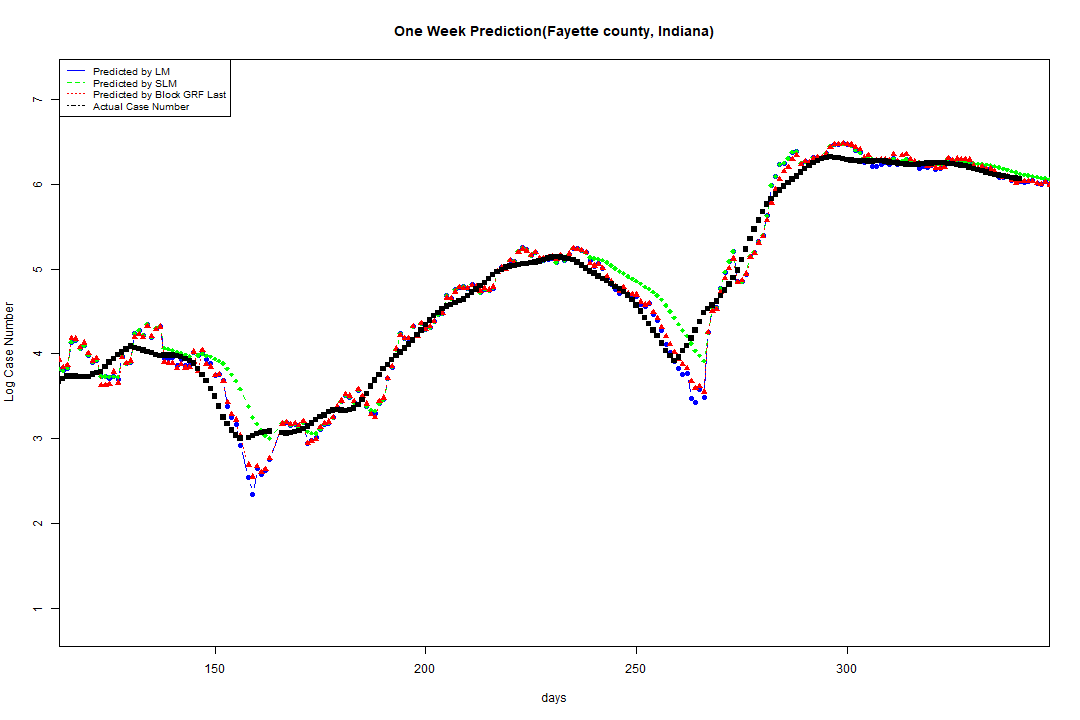 One Week Prediction(Fayette county, Indiana)
Predicted by LM
Predicted by SLM
Predicted by Block GRF Last
Actual Case Number
7
6
5
4
3
2
1
Log Case Number
150 200 250 300
days